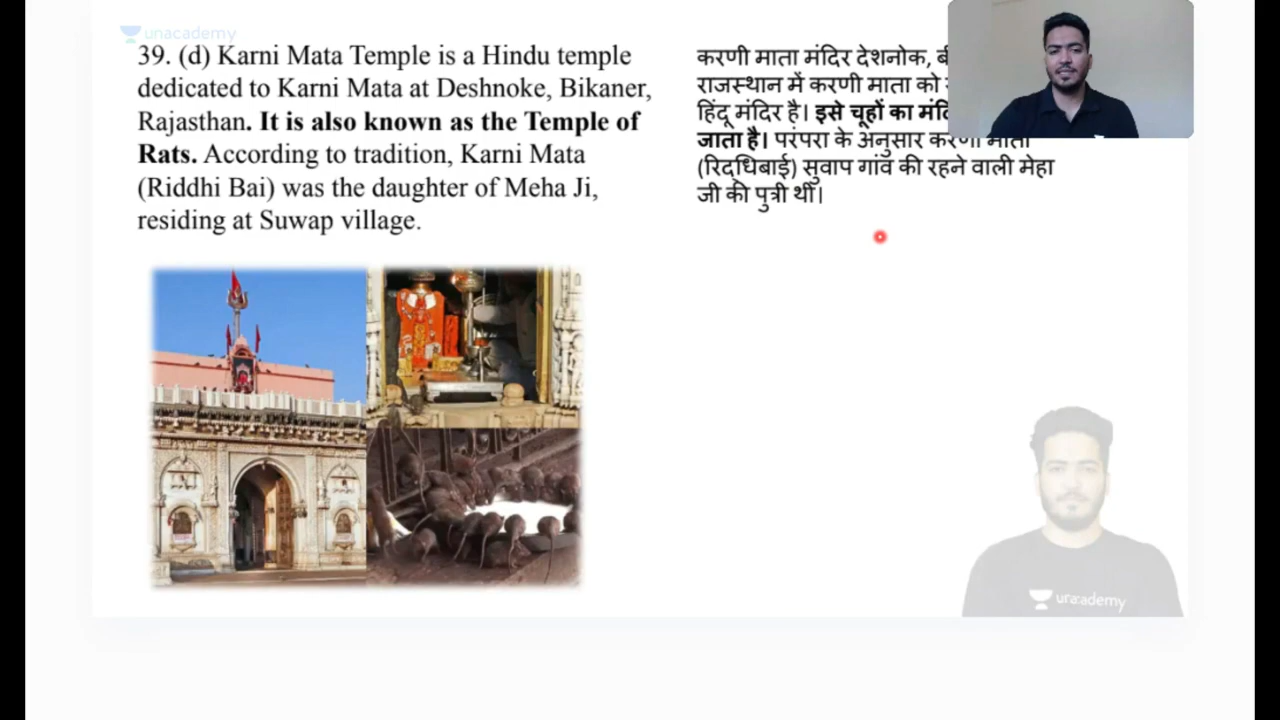 unacademy
39. (d) Karni Mata Temple is a Hindu temple
dedicated to Karni Mata at Deshnoke, Bikaner,
Rajasthan. It is also known as the Temple of
Rats. According to tradition, Karni Mata
(Riddhi Bai) was the daughter of Meha Ji,
residing at Suwap village.
करणी माता मंदिर देशनोक,
राजस्थान में करणी माता को
हिंदू मंदिर है। इसे चूहों का
जाता है। परंपरा के अनुसार करणी माता
(रिद्धिबाई) सुवाप गांव की रहने वाली मेहा
जी की पुत्री थी।
unacademy